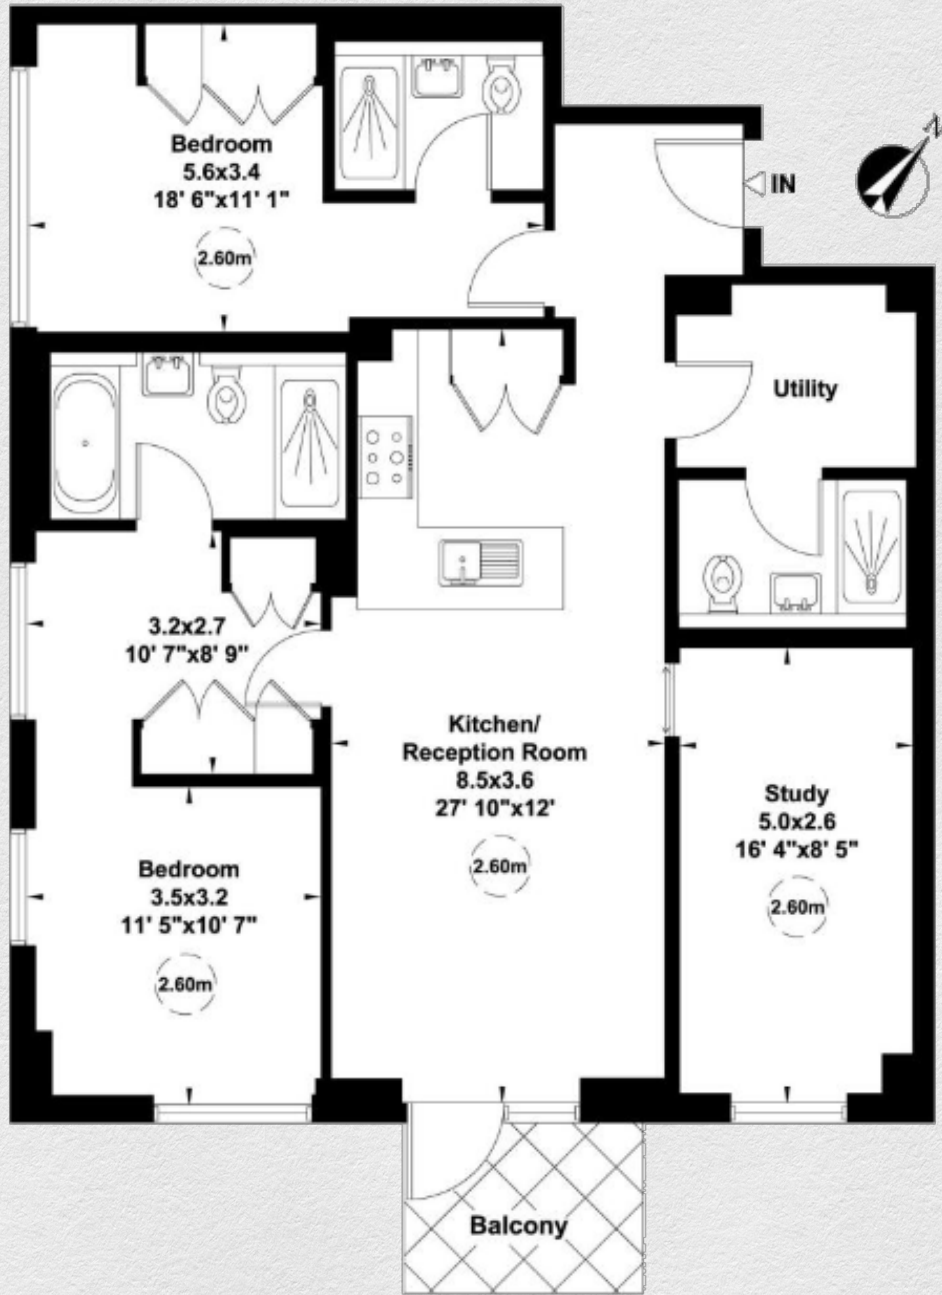 Bedroom
5.6x3.4
18' 6"x11' 1"
2.60m
IN
N
Utility
3.2x2.7
10' 7"x8' 9"
Kitchen/
Reception Room
8.5x3.6
27' 10"x12'
2.60m
Study
5.0x2.6
16' 4"x8' 5"
2.60m
Bedroom
3.5x3.2
11' 5"x10' 7"
2.60m
Balcony